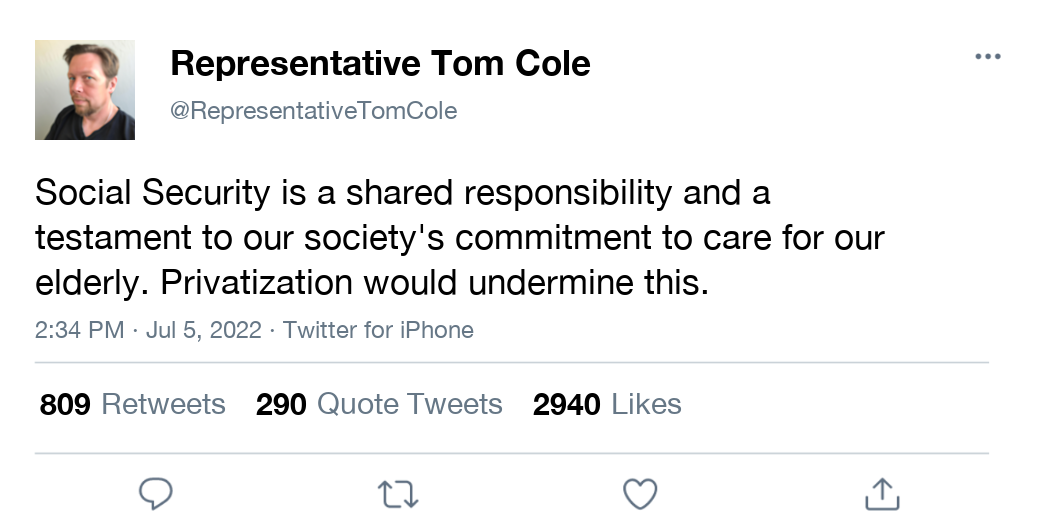 Representative Tom Cole
@RepresentativeTomCole
Social Security is a shared responsibility and a
testament to our society's commitment to care for our
elderly. Privatization would undermine this.
2:34 PM · Jul 5, 2022 · Twitter for iPhone
809 Retweets 290 Quote Tweets 2940 Likes